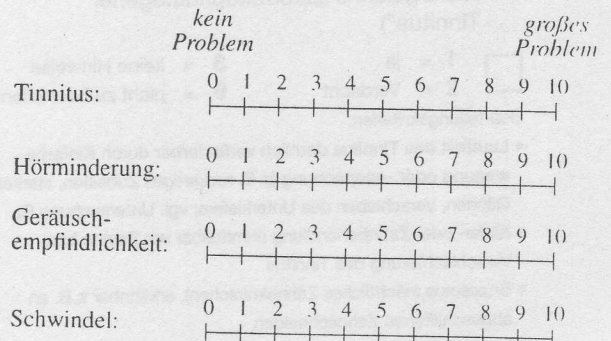 kein
Problem
großes
Problem
0 1 2 3 4 5 6 7 8 9 10
Tinnitus:
0 1 2 3 4 5 6 7 8 9 10
Hörminderung:
0 1 2 3 4 5 6 7 8 9 10
Geräusch-
empfindlichkeit:
0 1 2 3 4 5 6 7 8 9 10
Schwindel: